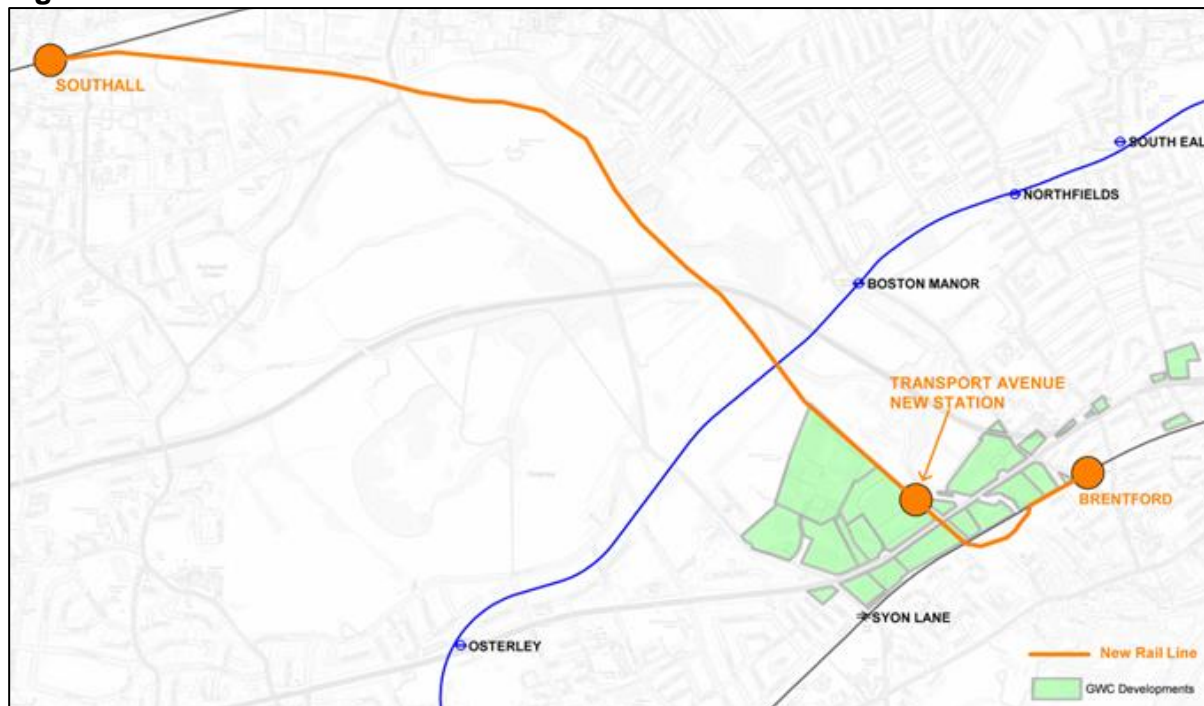 SOUTHALL
SOUTH EAL
NORTHFIELDS
BOSTON MANOR
TRANSPORT AVENUE
NEW STATION
BRENTFORD
SYON LANE
OSTERLEY
New Rail Line
GWC Developments